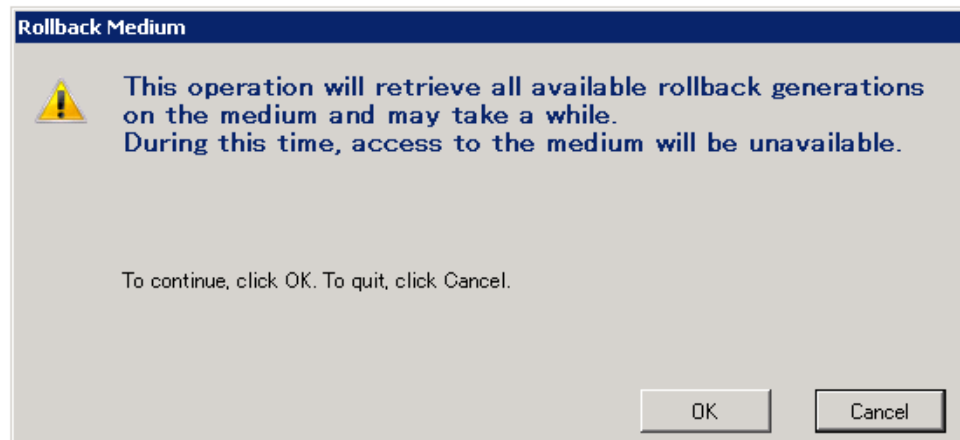 Rollback Medium
This operation will retrieve all available rollback generations
on the medium and may take a while.
During this time, access to the medium will be unavailable.
To continue, click OK. To quit, click Cancel.
OK
Cancel